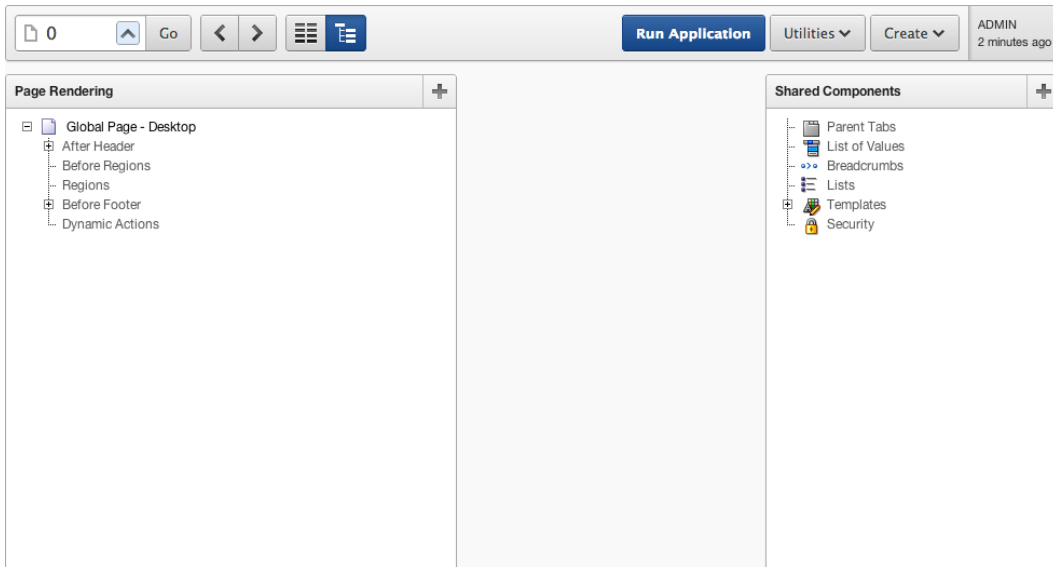 0 Go Run Application Utilities Create ADMIN
2 minutes ago
Page Rendering
Global Page - Desktop
After Header
Before Regions
Regions
Before Footer
Dynamic Actions
Shared Components
Parent Tabs
List of Values
Breadcrumbs
Lists
Templates
Security